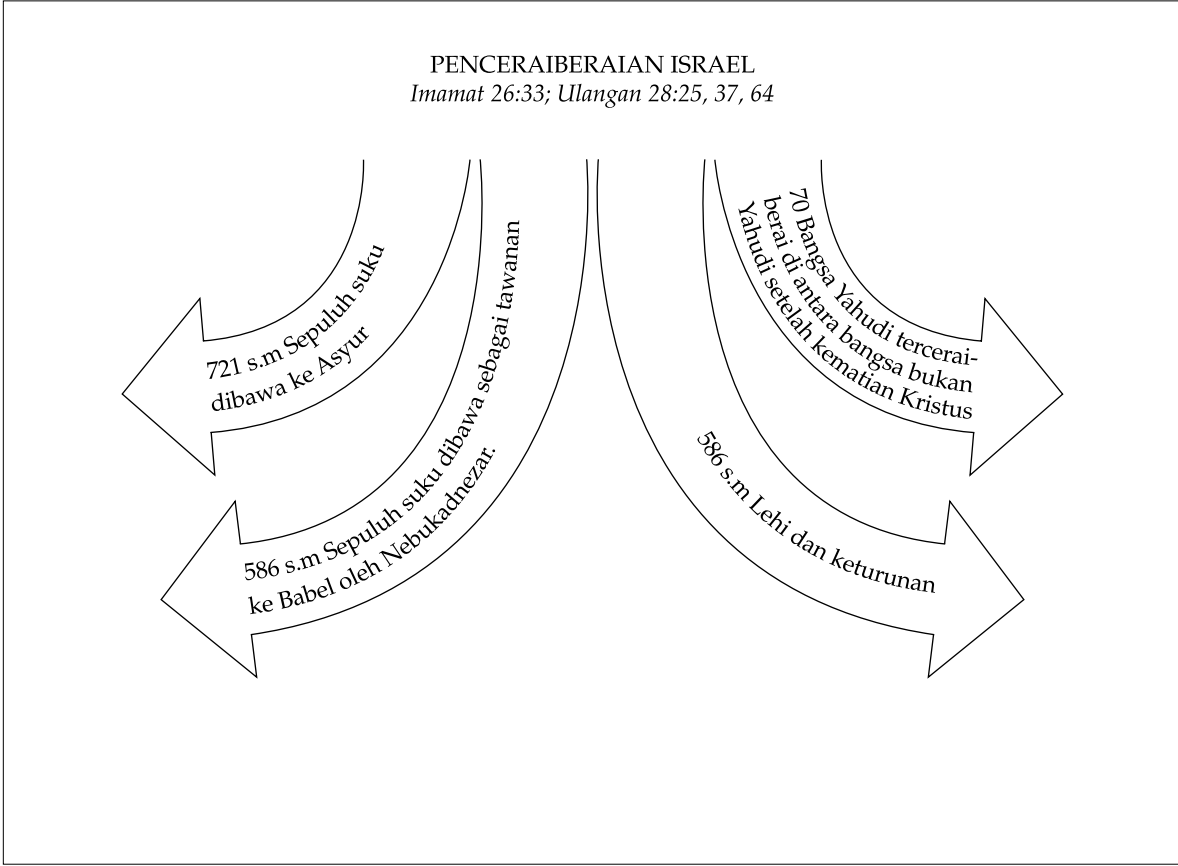 PENCERAIBERAIAN ISRAEL
Imamat 26:33; Ulangan 28:25, 37, 64
721 s.m Sepuluh suku
dibawa ke Asyur
586 s.m Sepuluh suku dibawa sebagai tawanan
ke Babel oleh Nebukadnezar.
586 s.m Lehi dan keturunan
70 Bangsa Yahudi tercerai-
berai di antara bangsa bukan
Yahudi setelah kematian Kristus